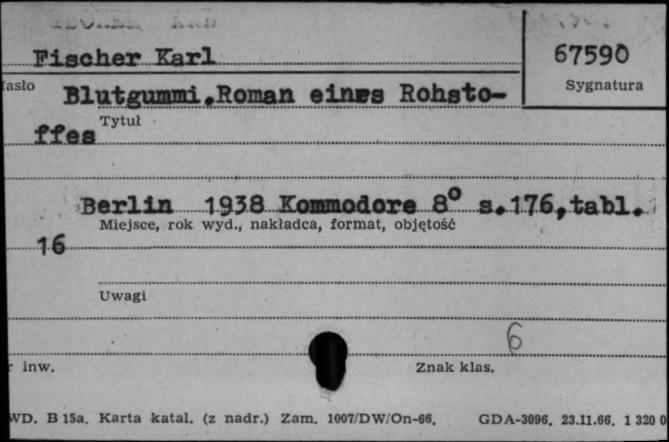 Fischer Karl
67590
Sygnatura
Hasło
Blutgummi.Roman eines Rohsto-
Tytuł
ffes
Berlin 1938 Kommodore 8° s.176,tabl.
Miejsce, rok wyd., nakładca, format, objętość
16
Uwagi
6
r inw.
Znak klas.
WD. B 15a. Karta katal. (z nadr.) Zam. 1007/DW/On-66. GDA-3096. 23.11.66. 1 320 0